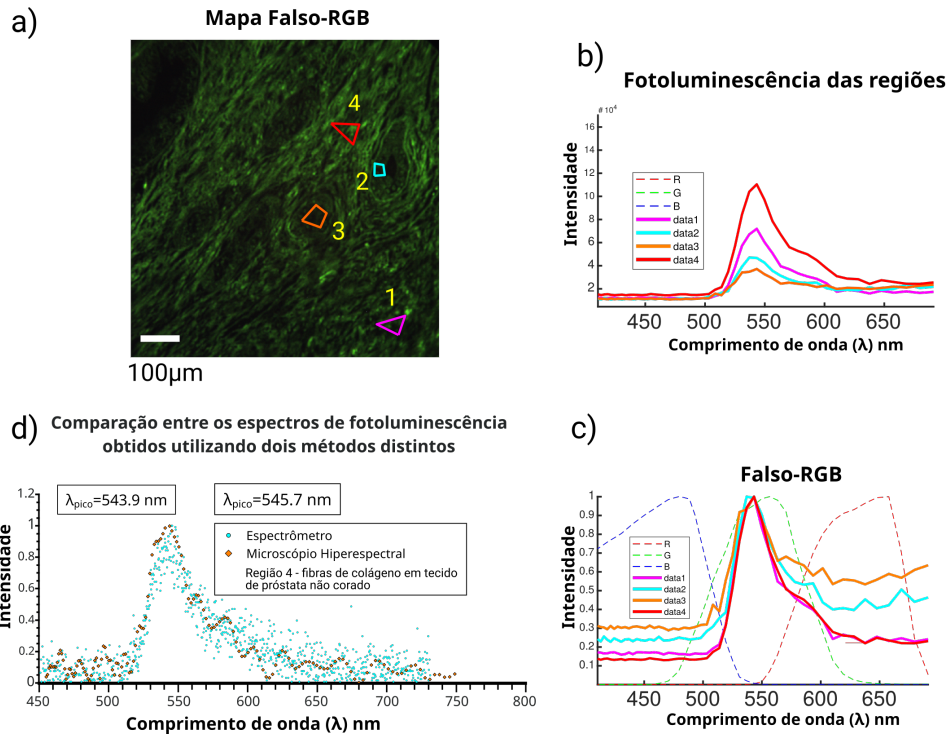 a)
Mapa Falso-RGB
4
2
3
1
100µm
b)
Fotoluminescência das regiões
# 10⁴
Intensidade
16
14
12
10
8
6
4
2
R
G
B
data1
data2
data3
data4
450
500
550
600
650
Comprimento de onda (λ) nm
d)
Comparação entre os espectros de fotoluminescência
obtidos utilizando dois métodos distintos
λpico=543.9 nm
λpico=545.7 nm
Espectrômetro
Microscópio Hiperespectral
Região 4 - fibras de colágeno em tecido
de próstata não corado
Intensidade
1.2
1
0.8
0.6
0.4
0.2
0
450
500
550
600
650
700
750
800
Comprimento de onda (λ) nm
c)
Falso-RGB
Intensidade
1
0.9
0.8
0.7
0.6
0.5
0.4
0.3
0.2
0.1
R
G
B
data1
data2
data3
data4
450
500
550
600
650
Comprimento de onda (λ) nm